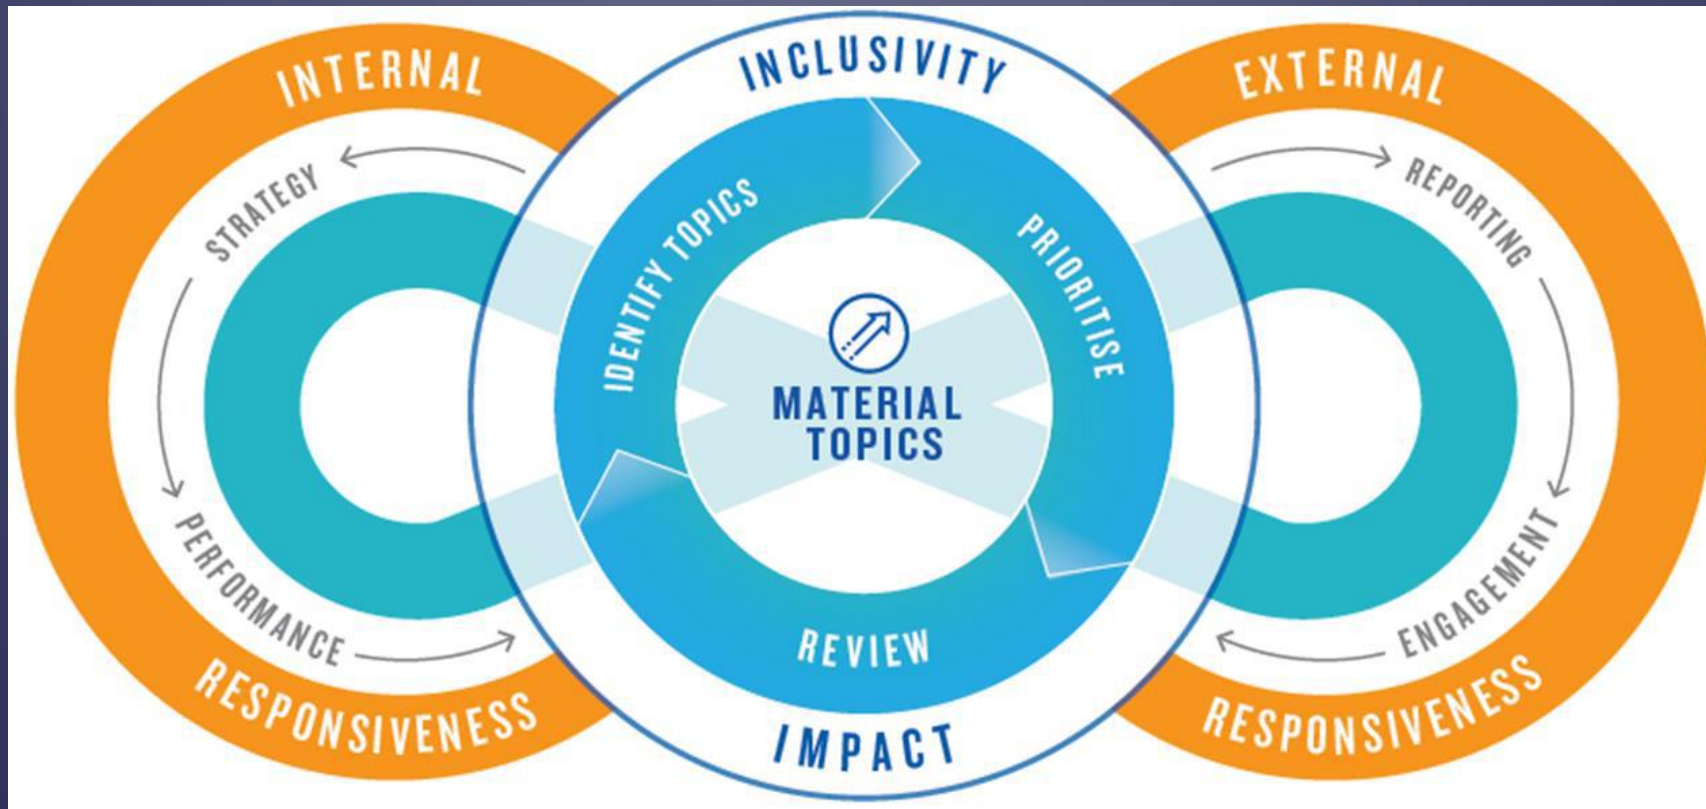 INTERNAL
STRATEGY
PERFORMANCE
RESPONSIVENESS
INCLUSIVITY
IDENTIFY TOPICS
PRIORITISE
MATERIAL
TOPICS
REVIEW
IMPACT
EXTERNAL
REPORTING
ENGAGEMENT
RESPONSIVENESS